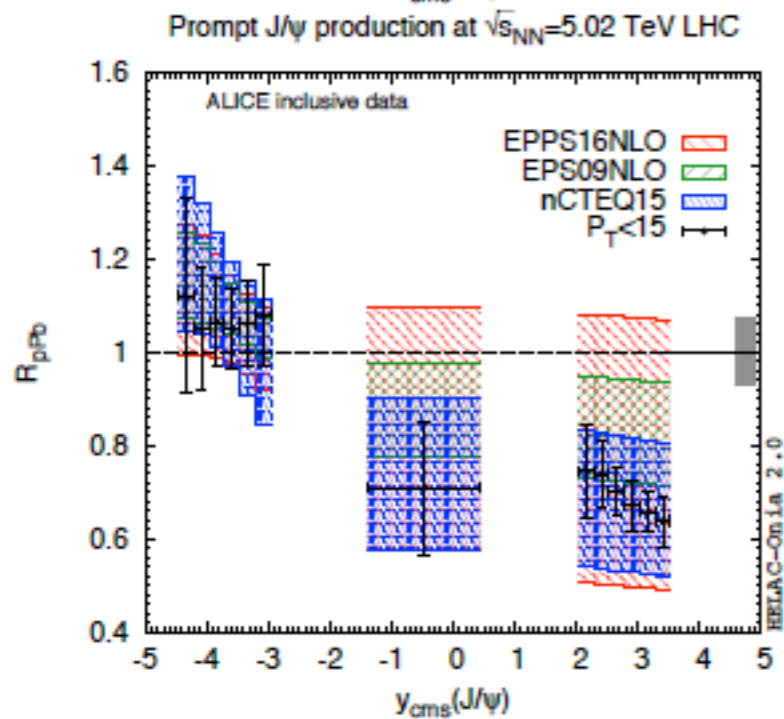 Prompt J/ψ production at √sNN=5.02 TeV LHC
ALICE inclusive data
EPPS16NLO
EPS09NLO
nCTEQ15
PT<15
RpPb
1.6
1.4
1.2
1
0.8
0.6
0.4
-5 -4 -3 -2 -1 0 1 2 3 4 5
ycms(J/ψ)
HELAC-Onia 2.0